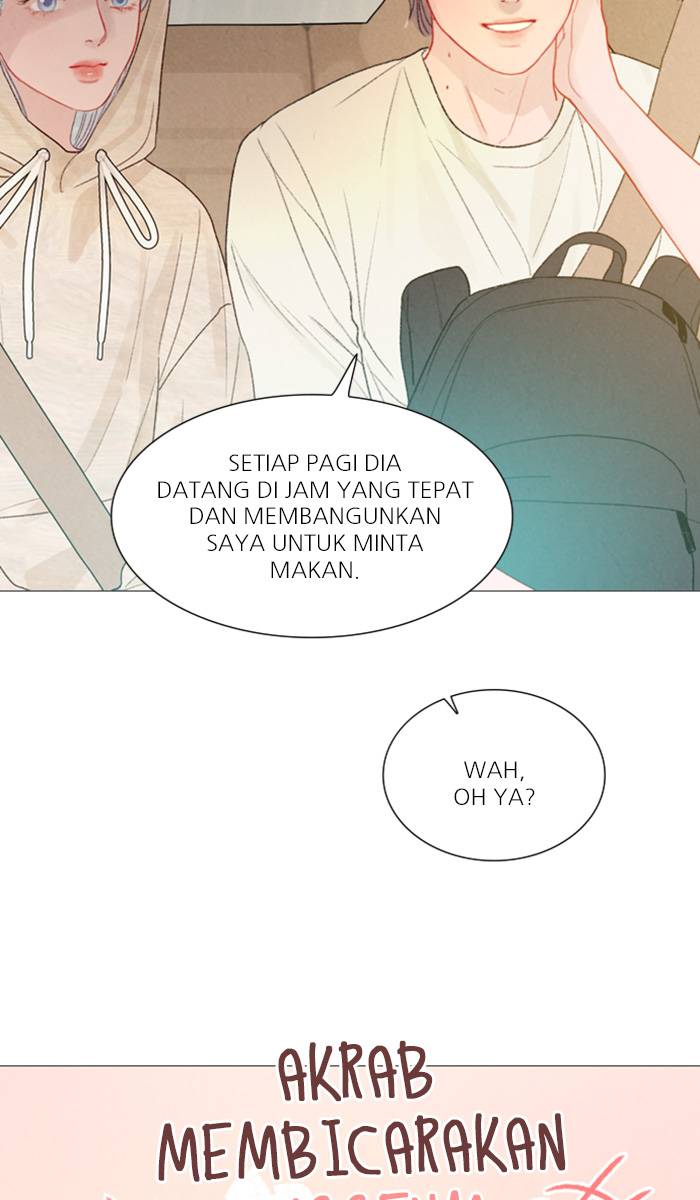 SETIAP PAGI DIA
DATANG DI JAM YANG TEPAT
DAN MEMBANGUNKAN
SAYA UNTUK MINTA
MAKAN.
WAH,
OH YA?
AKRAB
MEMBICARAKAN